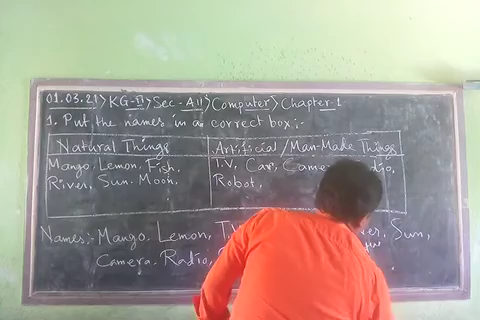 01.03.21> KG-II> Sec-A11> Computer> Chapter-1
1. Put the names in a correct box:-
Natural Things
Artificial/Man-Made Things
Mango. Lemon. Fish,
River, Sun. Moon.
T.V, Car, Camera
Robot,
Names:- Mango. Lemon, T.V Sun,
Camera. Radio,